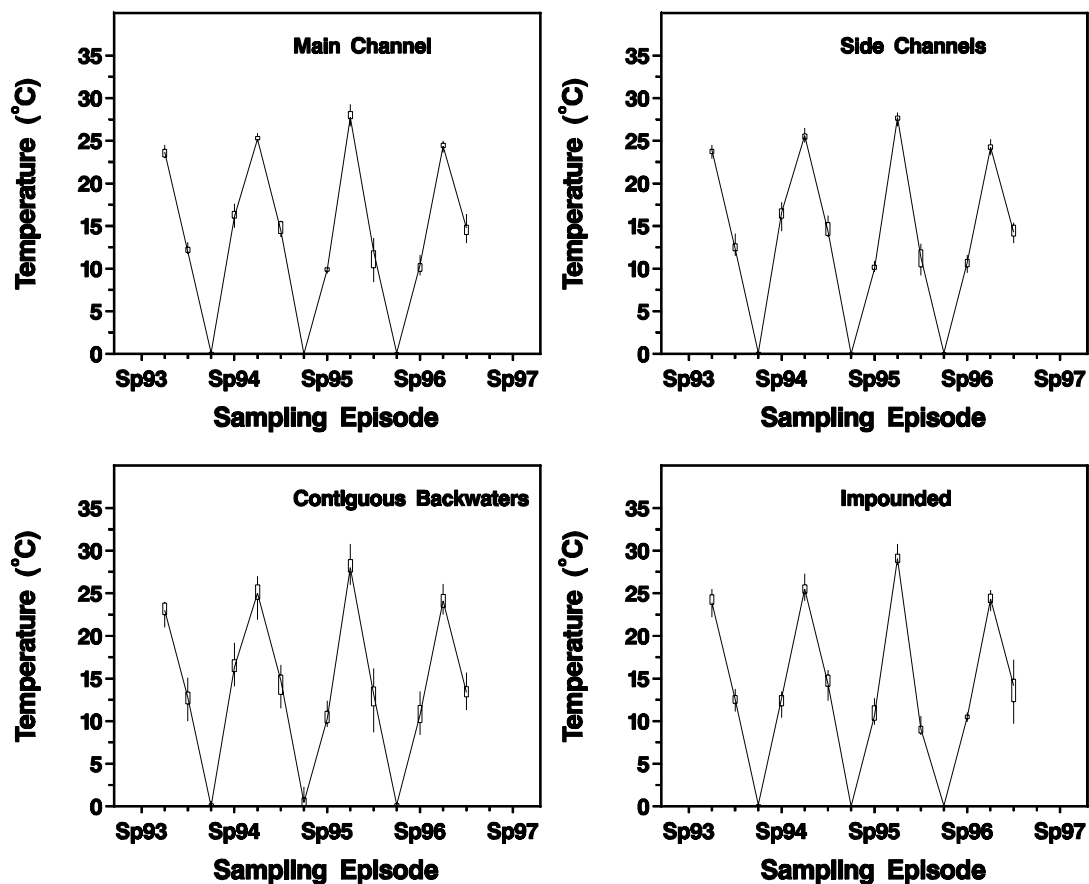 Main Channel
Temperature (°C)
35
30
25
20
15
10
5
0
Sp93 Sp94 Sp95 Sp96 Sp97
Sampling Episode
Side Channels
Temperature (°C)
35
30
25
20
15
10
5
0
Sp93 Sp94 Sp95 Sp96 Sp97
Sampling Episode
Contiguous Backwaters
Temperature (°C)
35
30
25
20
15
10
5
0
Sp93 Sp94 Sp95 Sp96 Sp97
Sampling Episode
Impounded
Temperature (°C)
35
30
25
20
15
10
5
0
Sp93 Sp94 Sp95 Sp96 Sp97
Sampling Episode